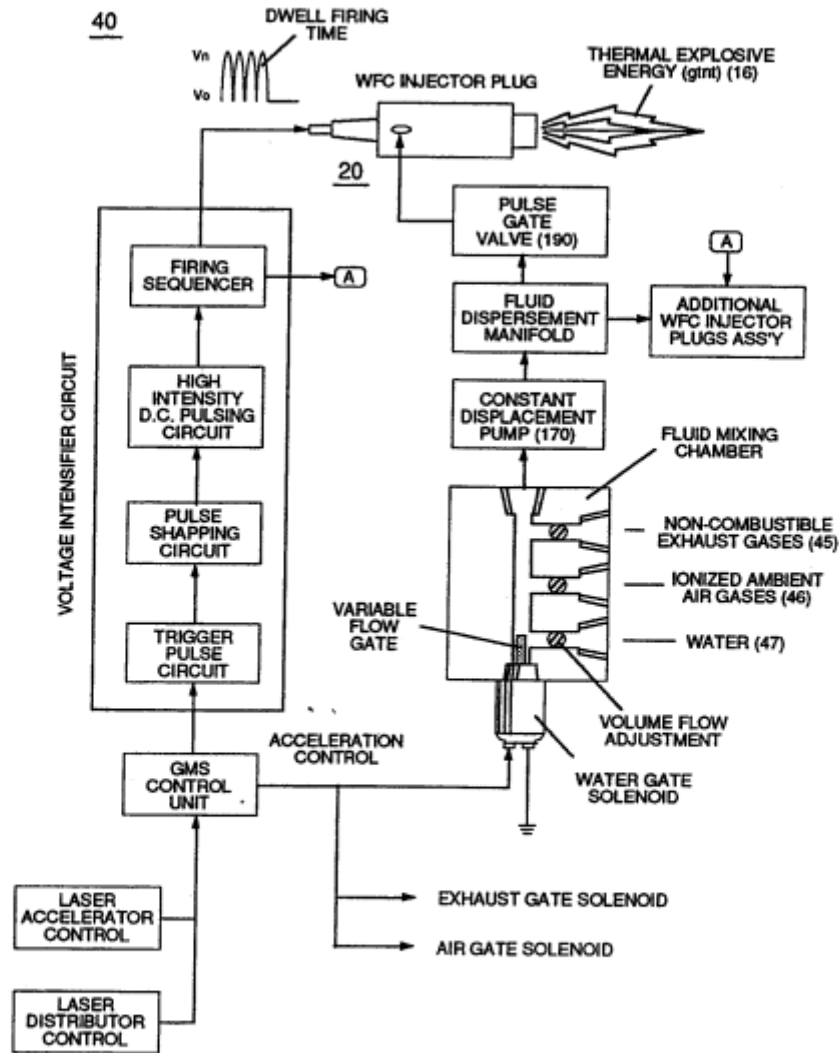 40
DWELL FIRING
TIME
Vn
Vo
WFC INJECTOR PLUG
THERMAL EXPLOSIVE
ENERGY (gtnt) (16)
20
PULSE
GATE
VALVE (190)
FIRING
SEQUENCER
A
A
FLUID
DISPERSEMENT
MANIFOLD
ADDITIONAL
WFC INJECTOR
PLUGS ASS'Y
HIGH
INTENSITY
D.C. PULSING
CIRCUIT
CONSTANT
DISPLACEMENT
PUMP (170)
FLUID MIXING
CHAMBER
VOLTAGE INTENSIFIER CIRCUIT
PULSE
SHAPPING
CIRCUIT
NON-COMBUSTIBLE
EXHAUST GASES (45)
IONIZED AMBIENT
AIR GASES (46)
VARIABLE
FLOW
GATE
WATER (47)
TRIGGER
PULSE
CIRCUIT
VOLUME FLOW
ADJUSTMENT
ACCELERATION
CONTROL
WATER GATE
SOLENOID
GMS
CONTROL
UNIT
LASER
ACCELERATOR
CONTROL
EXHAUST GATE SOLENOID
AIR GATE SOLENOID
LASER
DISTRIBUTOR
CONTROL